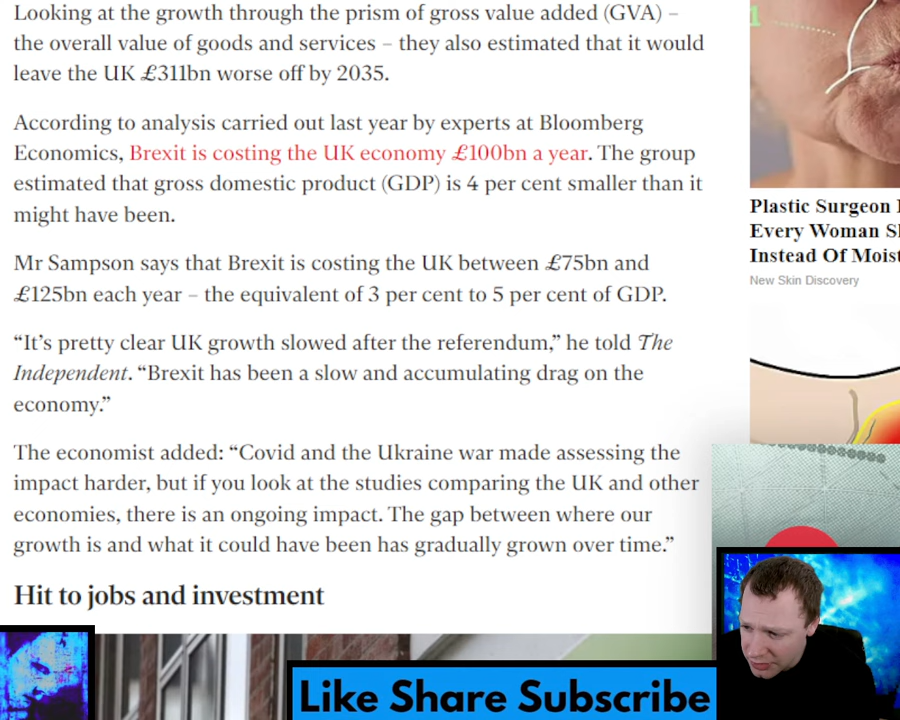 Looking at the growth through the prism of gross value added (GVA) –
the overall value of goods and services – they also estimated that it would
leave the UK £311bn worse off by 2035.
According to analysis carried out last year by experts at Bloomberg
Economics, Brexit is costing the UK economy £100bn a year. The group
estimated that gross domestic product (GDP) is 4 per cent smaller than it
might have been.
Mr Sampson says that Brexit is costing the UK between £75bn and
£125bn each year – the equivalent of 3 per cent to 5 per cent of GDP.
“It’s pretty clear UK growth slowed after the referendum,” he told The
Independent. “Brexit has been a slow and accumulating drag on the
economy.”
The economist added: “Covid and the Ukraine war made assessing the
impact harder, but if you look at the studies comparing the UK and other
economies, there is an ongoing impact. The gap between where our
growth is and what it could have been has gradually grown over time.”
Hit to jobs and investment
Plastic Surgeon
Every Woman
Instead Of
New Skin Discovery
Like Share Subscribe